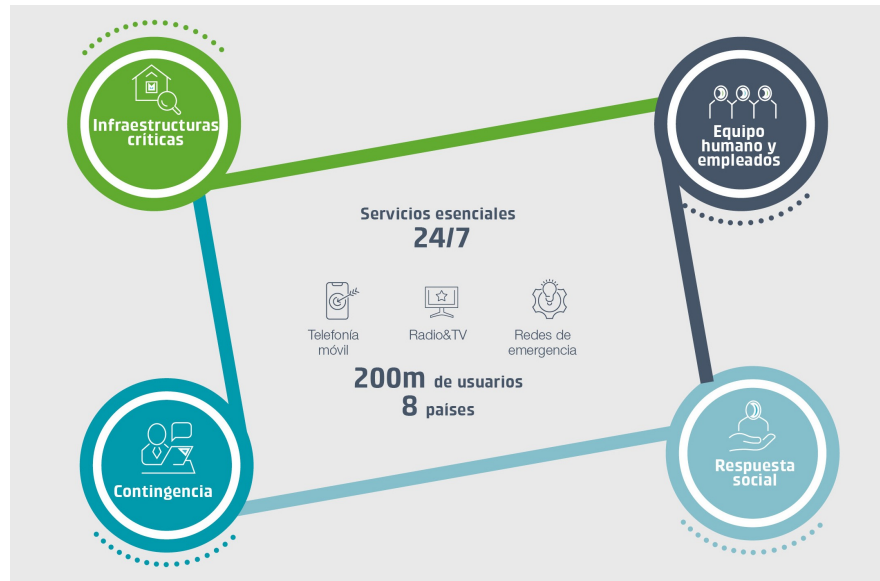 Infraestructuras
críticas
Equipo
humano y
empleados
Servicios esenciales
24/7
Telefonía
móvil
Radio&TV
Redes de
emergencia
200m de usuarios
8 países
Contingencia
Respuesta
social